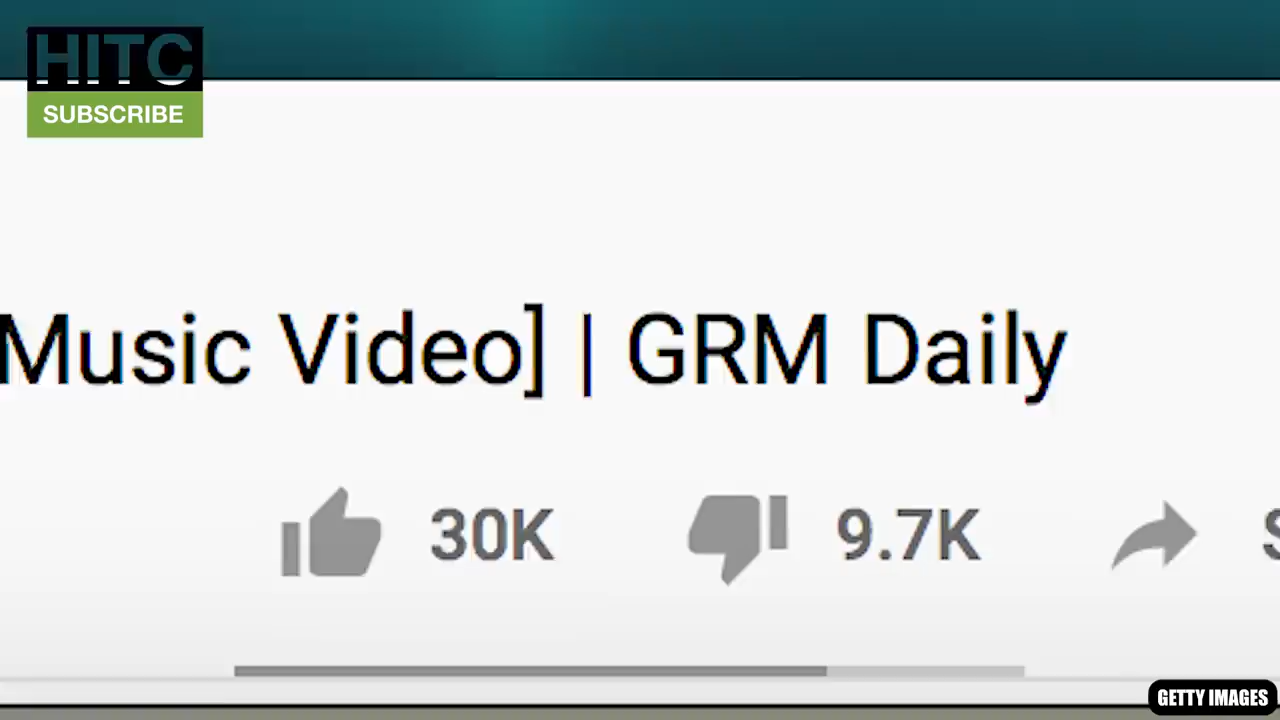 HITC
SUBSCRIBE
Music Video] | GRM Daily
30K 9.7K
GETTY IMAGES